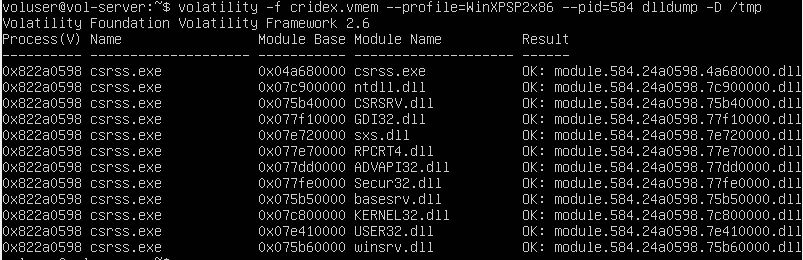 voluser@vol-server:~$ volatility -f cridex.vmem --profile=WinXPSP2x86 --pid=584 dlldump -D /tmp
Volatility Foundation Volatility Framework 2.6
Process(V) Name                 Module Base Module Name          Result
---------- -------------------- ----------- -------------------- ------
0x822a0598 csrss.exe            0x04a680000 csrss.exe            OK: module.584.24a0598.4a680000.dll
0x822a0598 csrss.exe            0x07c900000 ntdll.dll            OK: module.584.24a0598.7c900000.dll
0x822a0598 csrss.exe            0x075b40000 CSRSRV.dll           OK: module.584.24a0598.75b40000.dll
0x822a0598 csrss.exe            0x077f10000 GDI32.dll            OK: module.584.24a0598.77f10000.dll
0x822a0598 csrss.exe            0x07e720000 sxs.dll              OK: module.584.24a0598.7e720000.dll
0x822a0598 csrss.exe            0x077e70000 RPCRT4.dll           OK: module.584.24a0598.77e70000.dll
0x822a0598 csrss.exe            0x077dd0000 ADVAPI32.dll         OK: module.584.24a0598.77dd0000.dll
0x822a0598 csrss.exe            0x077fe0000 Secur32.dll          OK: module.584.24a0598.77fe0000.dll
0x822a0598 csrss.exe            0x075b50000 basesrv.dll          OK: module.584.24a0598.75b50000.dll
0x822a0598 csrss.exe            0x07c800000 KERNEL32.dll         OK: module.584.24a0598.7c800000.dll
0x822a0598 csrss.exe            0x07e410000 USER32.dll           OK: module.584.24a0598.7e410000.dll
0x822a0598 csrss.exe            0x075b60000 winsrv.dll           OK: module.584.24a0598.75b60000.dll